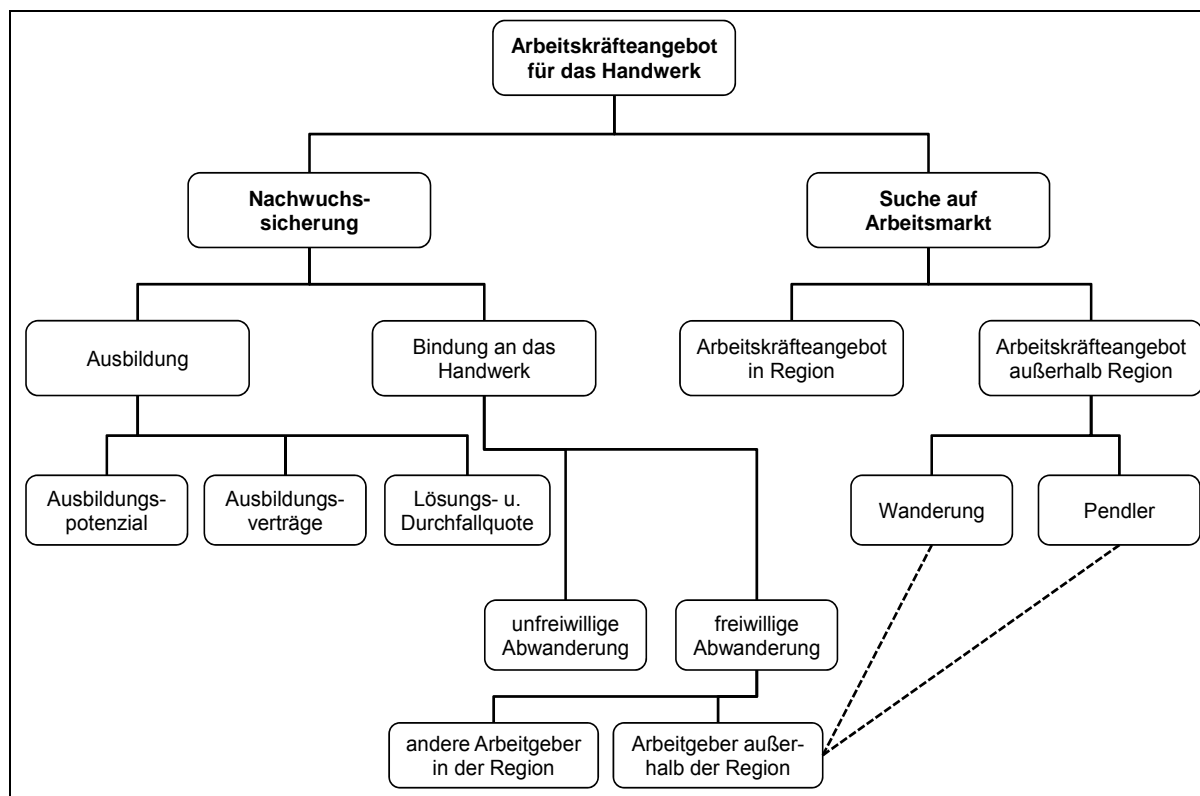 Arbeitskräfteangebot
für das Handwerk
Nachwuchs-
sicherung
Suche auf
Arbeitsmarkt
Ausbildung
Bindung an das
Handwerk
Arbeitskräfteangebot
in Region
Arbeitskräfteangebot
außerhalb Region
Ausbildungs-
potenzial
Ausbildungs-
verträge
Lösungs- u.
Durchfallquote
Wanderung
Pendler
unfreiwillige
Abwanderung
freiwillige
Abwanderung
andere Arbeitgeber
in der Region
Arbeitgeber außer-
halb der Region